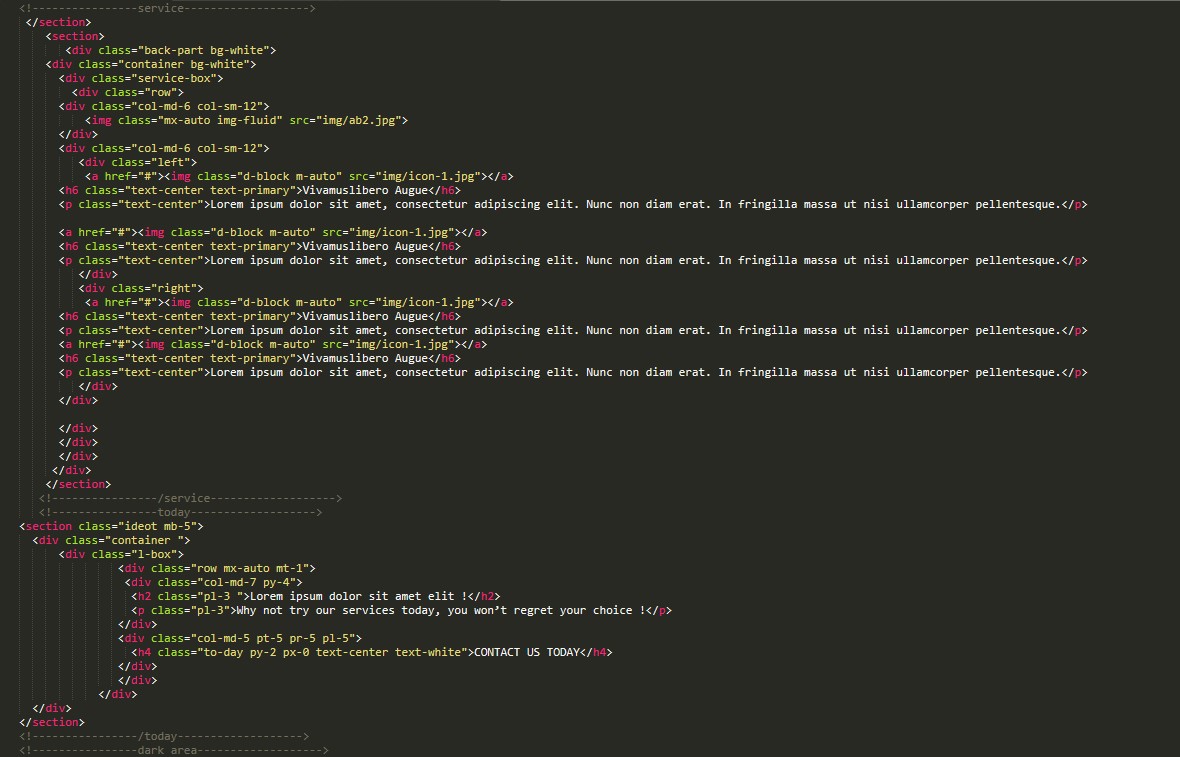 <!----------------service------------------->
</section>
<section>
<div class="back-part bg-white">
<div class="container bg-white">
<div class="service-box">
<div class="row">
<div class="col-md-6 col-sm-12">
<img class="mx-auto img-fluid" src="img/ab2.jpg">
</div>
<div class="col-md-6 col-sm-12">
<div class="left">
<a href="#"><img class="d-block m-auto" src="img/icon-1.jpg"></a>
<h6 class="text-center text-primary">Vivamuslibero Augue</h6>
<p class="text-center">Lorem ipsum dolor sit amet, consectetur adipiscing elit. Nunc non diam erat. In fringilla massa ut nisi ullamcorper pellentesque.</p>
<a href="#"><img class="d-block m-auto" src="img/icon-1.jpg"></a>
<h6 class="text-center text-primary">Vivamuslibero Augue</h6>
<p class="text-center">Lorem ipsum dolor sit amet, consectetur adipiscing elit. Nunc non diam erat. In fringilla massa ut nisi ullamcorper pellentesque.</p>
</div>
<div class="right">
<a href="#"><img class="d-block m-auto" src="img/icon-1.jpg"></a>
<h6 class="text-center text-primary">Vivamuslibero Augue</h6>
<p class="text-center">Lorem ipsum dolor sit amet, consectetur adipiscing elit. Nunc non diam erat. In fringilla massa ut nisi ullamcorper pellentesque.</p>
<a href="#"><img class="d-block m-auto" src="img/icon-1.jpg"></a>
<h6 class="text-center text-primary">Vivamuslibero Augue</h6>
<p class="text-center">Lorem ipsum dolor sit amet, consectetur adipiscing elit. Nunc non diam erat. In fringilla massa ut nisi ullamcorper pellentesque.</p>
</div>
</div>
</div>
</div>
</div>
</div>
</section>
<!----------------/service------------------->
<!----------------today------------------->
<section class="ideot mb-5">
<div class="container ">
<div class="l-box">
<div class="row mx-auto mt-1">
<div class="col-md-7 py-4">
<h2 class="pl-3 ">Lorem ipsum dolor sit amet elit !</h2>
<p class="pl-3">Why not try our services today, you won’t regret your choice !</p>
</div>
<div class="col-md-5 pt-5 pr-5 pl-5">
<h4 class="to-day py-2 px-0 text-center text-white">CONTACT US TODAY</h4>
</div>
</div>
</div>
</div>
</section>
<!----------------/today------------------->
<!----------------dark area------------------->